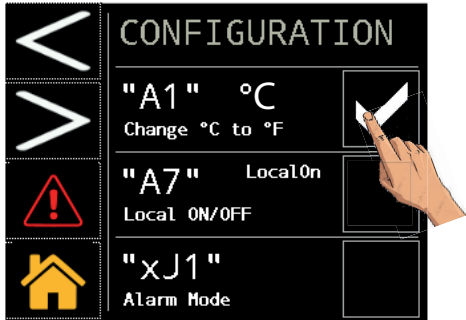 CONFIGURATION
"A1" °C
Change °C to °F
"A7" LocalOn
Local ON/OFF
"xJ1"
Alarm Mode